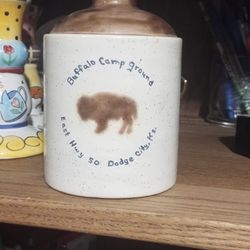 Buffalo Camp Ground
East Hwy 50 Dodge City, Ks.